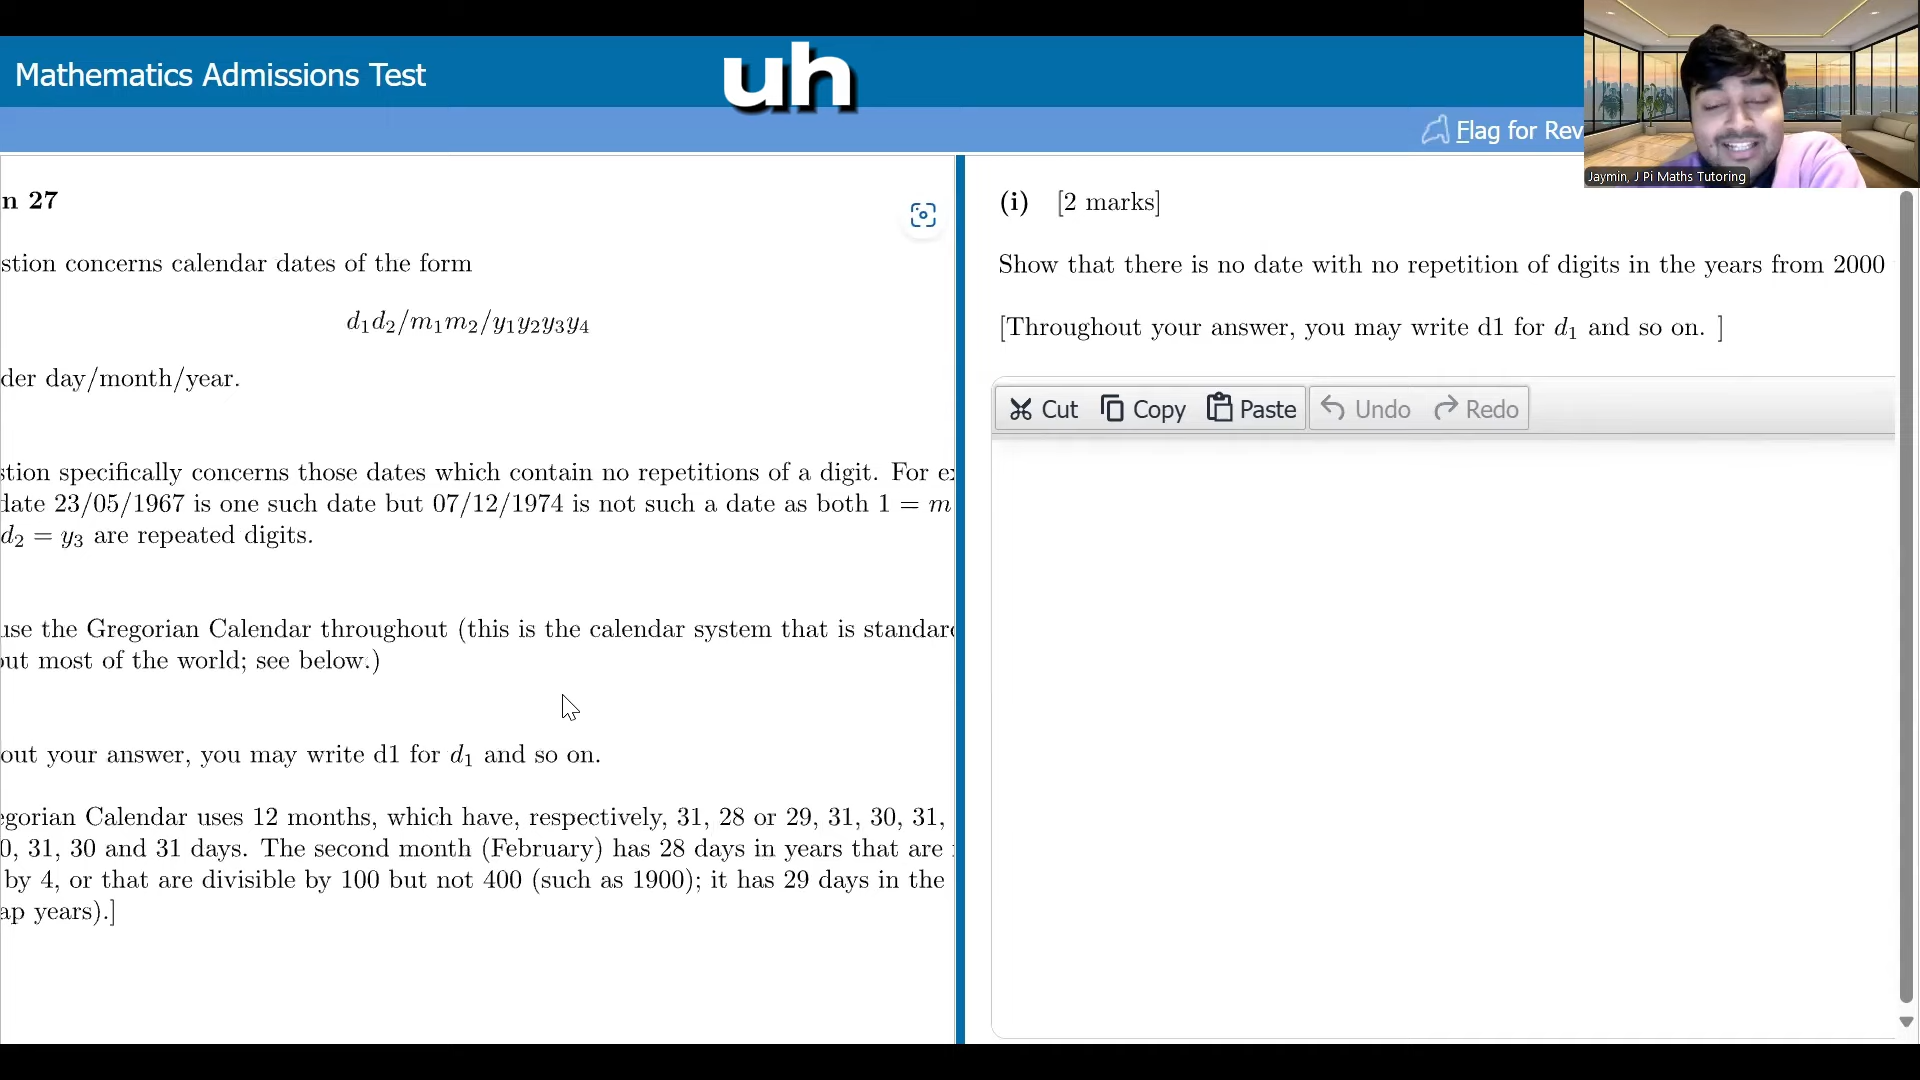 Mathematics Admissions Test
uh
Flag for Rev
Jaymin, J Pi Maths Tutoring
n 27
stion concerns calendar dates of the form
d₁d₂/m₁m₂/y₁y₂y₃y₄
der day/month/year.
stion specifically concerns those dates which contain no repetitions of a digit. For ex
date 23/05/1967 is one such date but 07/12/1974 is not such a date as both 1 = m
d₂ = y₃ are repeated digits.
use the Gregorian Calendar throughout (this is the calendar system that is standard
out most of the world; see below.)
out your answer, you may write d1 for d₁ and so on.
egorian Calendar uses 12 months, which have, respectively, 31, 28 or 29, 31, 30, 31,
0, 31, 30 and 31 days. The second month (February) has 28 days in years that are
by 4, or that are divisible by 100 but not 400 (such as 1900); it has 29 days in the
ap years).]
(i) [2 marks]
Show that there is no date with no repetition of digits in the years from 2000
[Throughout your answer, you may write d1 for d₁ and so on. ]
Cut Copy Paste Undo Redo